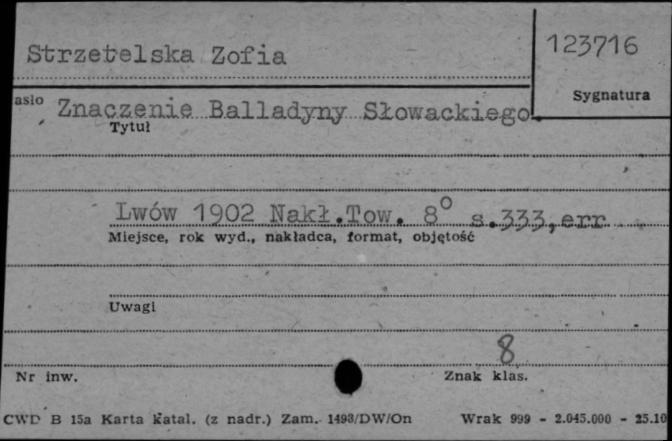 Strzetelska Zofia
123716
Sygnatura
asło Znaczenie Balladyny Słowackiego.
Tytuł
Lwów 1902 Nakł.Tow. 8° s.333,err
Miejsce, rok wyd., nakładca, format, objętość
Uwagi
8
Nr inw. Znak klas.
CWD B 15a Karta katal. (z nadr.) Zam. 1493/DW/On Wrak 999 - 2.045.000 - 25.10